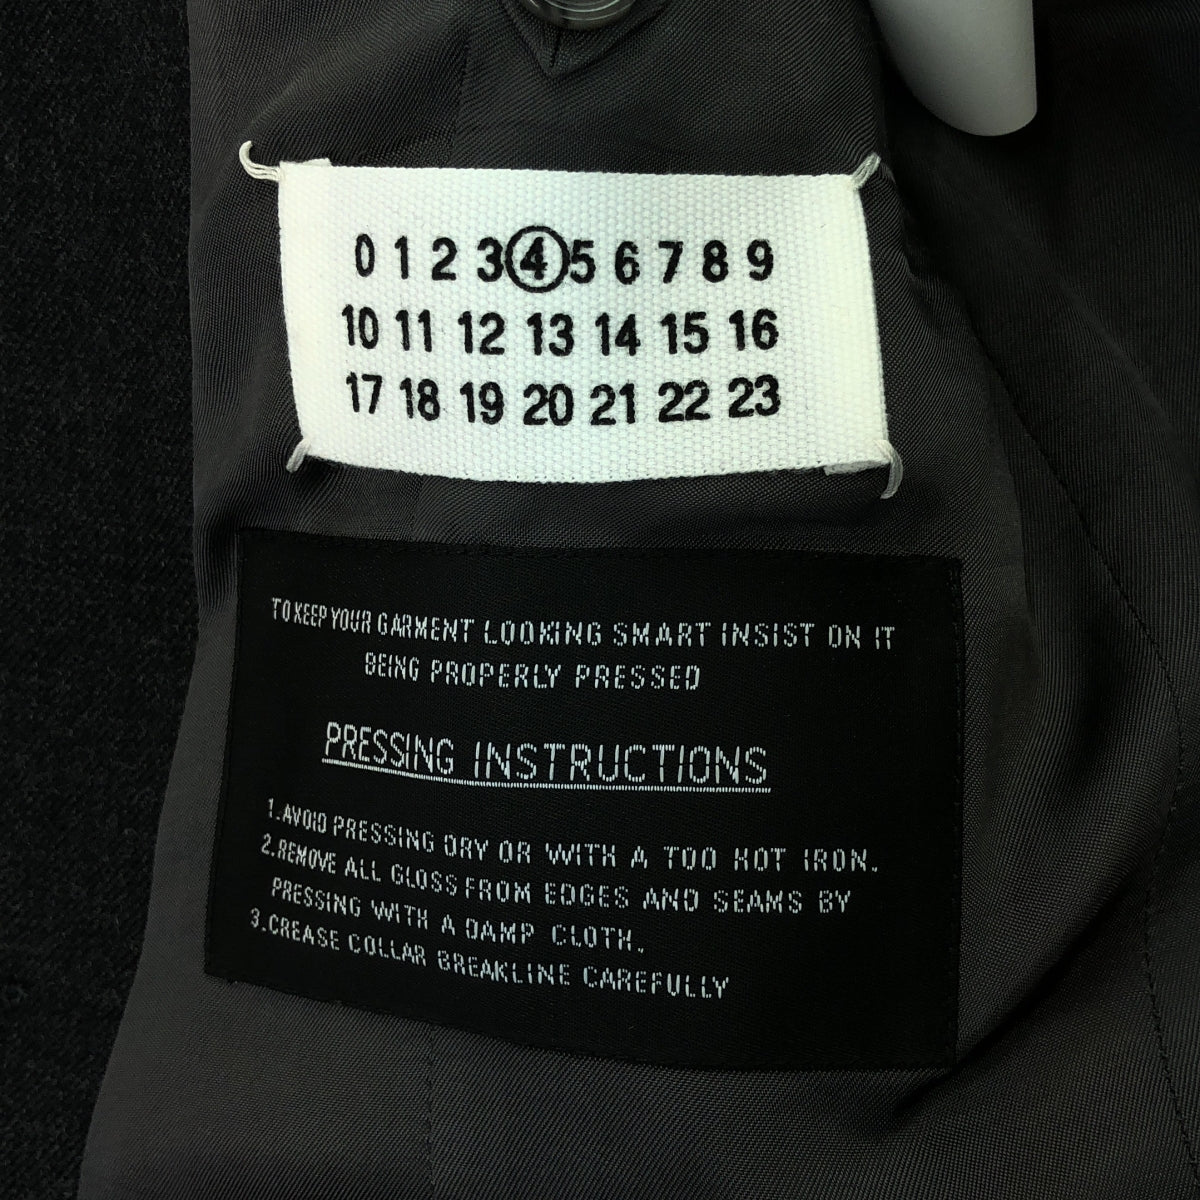 0 1 2 3 4 5 6 7 8 9
10 11 12 13 14 15 16
17 18 19 20 21 22 23
TO KEEP YOUR GARMENT LOOKING SMART INSIST ON IT
BEING PROPERLY PRESSED
PRESSING INSTRUCTIONS
1.AVOID PRESSING DRY OR WITH A TOO HOT IRON.
2.REMOVE ALL GLOSS FROM EDGES AND SEAMS BY
PRESSING WITH A DAMP CLOTH.
3.CREASE COLLAR BREAKLINE CAREFULLY